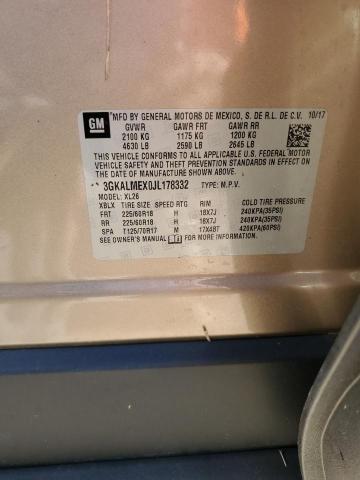 GM
MFD BY GENERAL MOTORS DE MEXICO, S. DE R.L. DE C.V. 10/17
GVWR GAWR FRT GAWR RR
2100 KG 1175 KG 1200 KG
4630 LB 2590 LB 2645 LB
THIS VEHICLE CONFORMS TO ALL APPLICABLE U.S.
FEDERAL MOTOR VEHICLE SAFETY, BUMPER, AND
THEFT PREVENTION STANDARDS IN EFFECT ON THE
DATE OF MANUFACTURE SHOWN ABOVE.
* 3GKALMEX0JL178332 TYPE: M.P.V.
MODEL: XL26
XBLX TIRE SIZE SPEED RTG RIM COLD TIRE PRESSURE
FRT 225/60R18 H 18X7J 240KPA(35PSI)
RR 225/60R18 H 18X7J 240KPA(35PSI)
SPA T125/70R17 M 17X4BT 420KPA(60PSI)
SEE OWNER'S MANUAL FOR MORE INFORMATION.